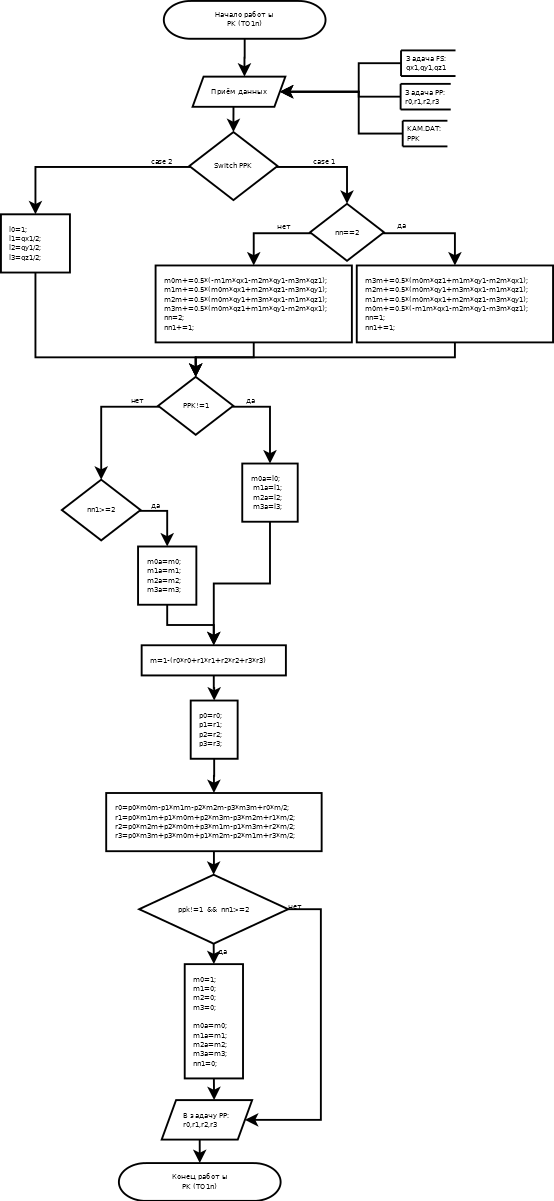 Начало работы
РК (ТО1n)
Приём данных
Задача FS:
qx1,qy1,qz1
Задача PP:
r0,r1,r2,r3
KAM.DAT:
PPK
Switch PPK
case 2
case 1
l0=1;
l1=qx1/2;
l2=qy1/2;
l3=qz1/2;
nn==2
нет
да
m0m+=0.5*(-m1m*qx1-m2m*qy1-m3m*qz1);
m1m+=0.5*(m0m*qx1+m2m*qz1-m3m*qy1);
m2m+=0.5*(m0m*qy1+m3m*qx1-m1m*qz1);
m3m+=0.5*(m0m*qz1+m1m*qy1-m2m*qx1);
nn=2;
nn1+=1;
m3m+=0.5*(m0m*qz1+m1m*qy1-m2m*qx1);
m2m+=0.5*(m0m*qy1+m3m*qx1-m1m*qz1);
m1m+=0.5*(m0m*qx1+m2m*qz1-m3m*qy1);
m0m+=0.5*(-m1m*qx1-m2m*qy1-m3m*qz1);
nn=1;
nn1+=1;
PPK!=1
нет
да
nn1>=2
да
m0a=l0;
m1a=l1;
m2a=l2;
m3a=l3;
m0a=m0;
m1a=m1;
m2a=m2;
m3a=m3;
m=1-(r0*r0+r1*r1+r2*r2+r3*r3)
p0=r0;
p1=r1;
p2=r2;
p3=r3;
r0=p0*m0m-p1*m1m-p2*m2m-p3*m3m+r0*m/2;
r1=p0*m1m+p1*m0m+p2*m3m-p3*m2m+r1*m/2;
r2=p0*m2m+p2*m0m+p3*m1m-p1*m3m+r2*m/2;
r3=p0*m3m+p3*m0m+p1*m2m-p2*m1m+r3*m/2;
ppk!=1 && nn1>=2
нет
да
m0=1;
m1=0;
m2=0;
m3=0;
m0a=m0;
m1a=m1;
m2a=m2;
m3a=m3;
nn1=0;
В задачу PP:
r0,r1,r2,r3
Конец работы
РК (ТО1n)